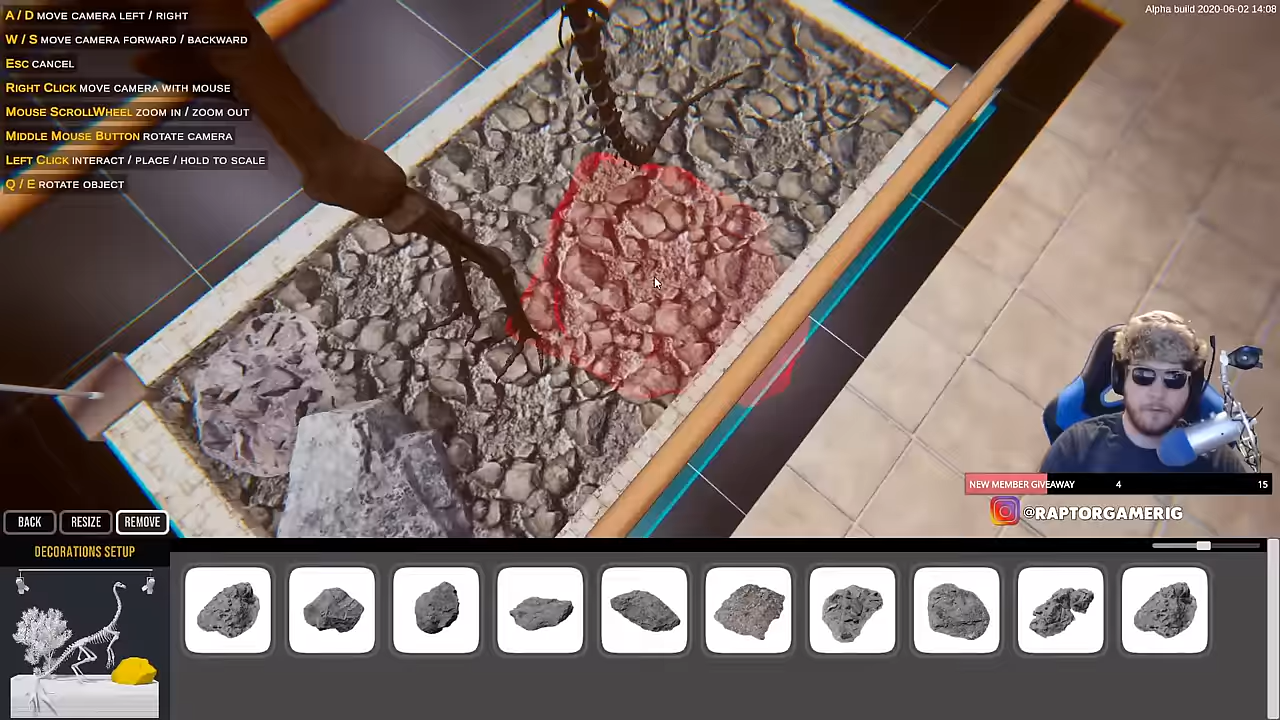 A / D MOVE CAMERA LEFT / RIGHT
Alpha build 2020-06-02 14:08
W / S MOVE CAMERA FORWARD / BACKWARD
ESC CANCEL
RIGHT CLICK MOVE CAMERA WITH MOUSE
MOUSE SCROLLWHEEL ZOOM IN / ZOOM OUT
MIDDLE MOUSE BUTTON ROTATE CAMERA
LEFT CLICK INTERACT / PLACE / HOLD TO SCALE
Q / E ROTATE OBJECT
NEW MEMBER GIVEAWAY 4 15
@RAPTORGAMERIG
BACK RESIZE REMOVE
DECORATIONS SETUP